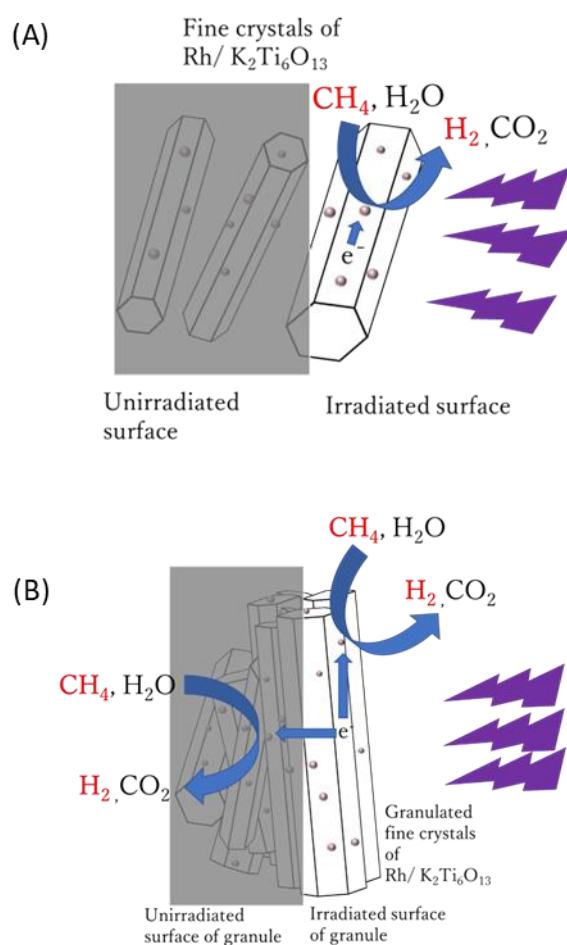 (A)
Fine crystals of
Rh/ K₂Ti₆O₁₃
CH₄, H₂O
H₂, CO₂
e⁻
Unirradiated
surface
Irradiated surface
(B)
CH₄, H₂O
H₂, CO₂
CH₄, H₂O
H₂, CO₂
e⁻
Granulated
fine crystals
of
Rh/ K₂Ti₆O₁₃
Unirradiated
surface of granule
Irradiated surface
of granule